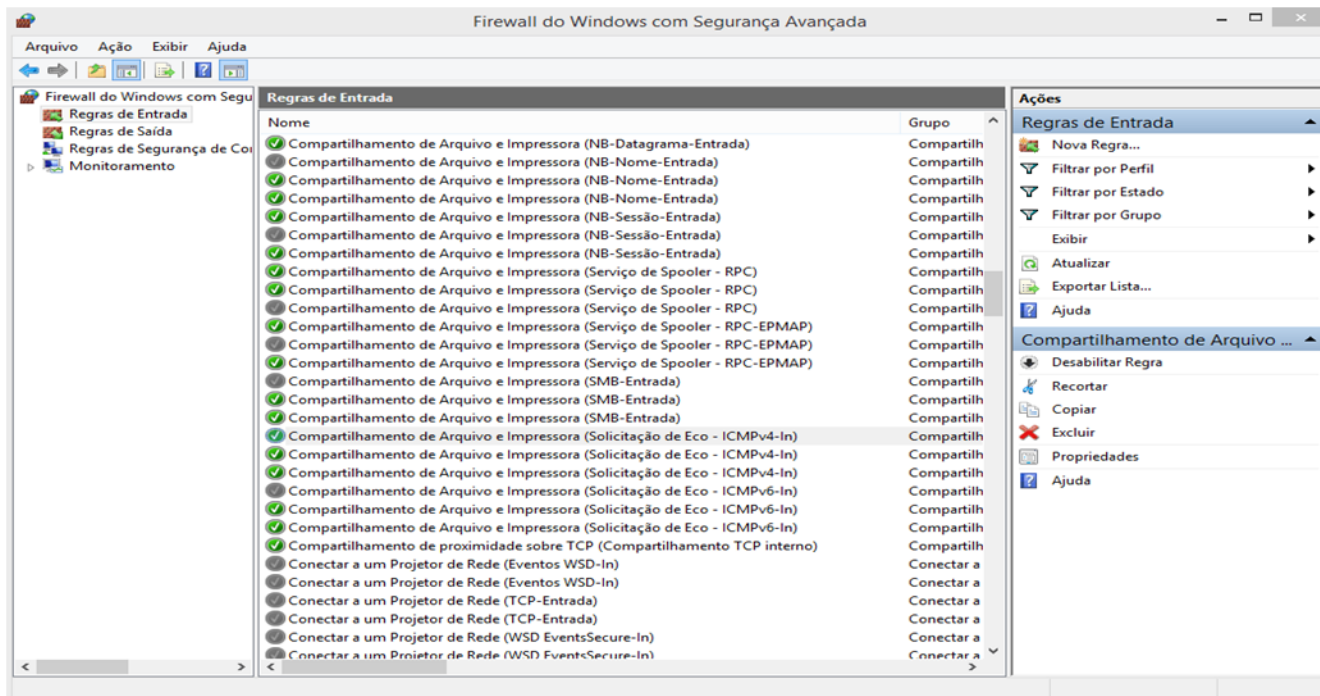 Firewall do Windows com Segurança Avançada
Arquivo Ação Exibir Ajuda
Firewall do Windows com Segu
Regras de Entrada
Regras de Saída
Regras de Segurança de Co
Monitoramento
Regras de Entrada
Nome Grupo
Compartilhamento de Arquivo e Impressora (NB-Datagrama-Entrada) Compartilh
Compartilhamento de Arquivo e Impressora (NB-Nome-Entrada) Compartilh
Compartilhamento de Arquivo e Impressora (NB-Nome-Entrada) Compartilh
Compartilhamento de Arquivo e Impressora (NB-Nome-Entrada) Compartilh
Compartilhamento de Arquivo e Impressora (NB-Sessão-Entrada) Compartilh
Compartilhamento de Arquivo e Impressora (NB-Sessão-Entrada) Compartilh
Compartilhamento de Arquivo e Impressora (NB-Sessão-Entrada) Compartilh
Compartilhamento de Arquivo e Impressora (Serviço de Spooler - RPC) Compartilh
Compartilhamento de Arquivo e Impressora (Serviço de Spooler - RPC) Compartilh
Compartilhamento de Arquivo e Impressora (Serviço de Spooler - RPC) Compartilh
Compartilhamento de Arquivo e Impressora (Serviço de Spooler - RPC-EPMAP) Compartilh
Compartilhamento de Arquivo e Impressora (Serviço de Spooler - RPC-EPMAP) Compartilh
Compartilhamento de Arquivo e Impressora (Serviço de Spooler - RPC-EPMAP) Compartilh
Compartilhamento de Arquivo e Impressora (SMB-Entrada) Compartilh
Compartilhamento de Arquivo e Impressora (SMB-Entrada) Compartilh
Compartilhamento de Arquivo e Impressora (SMB-Entrada) Compartilh
Compartilhamento de Arquivo e Impressora (Solicitação de Eco - ICMPv4-In) Compartilh
Compartilhamento de Arquivo e Impressora (Solicitação de Eco - ICMPv4-In) Compartilh
Compartilhamento de Arquivo e Impressora (Solicitação de Eco - ICMPv4-In) Compartilh
Compartilhamento de Arquivo e Impressora (Solicitação de Eco - ICMPv6-In) Compartilh
Compartilhamento de Arquivo e Impressora (Solicitação de Eco - ICMPv6-In) Compartilh
Compartilhamento de Arquivo e Impressora (Solicitação de Eco - ICMPv6-In) Compartilh
Compartilhamento de proximidade sobre TCP (Compartilhamento TCP interno) Compartilh
Conectar a um Projetor de Rede (Eventos WSD-In) Conectar a
Conectar a um Projetor de Rede (Eventos WSD-In) Conectar a
Conectar a um Projetor de Rede (TCP-Entrada) Conectar a
Conectar a um Projetor de Rede (TCP-Entrada) Conectar a
Conectar a um Projetor de Rede (WSD EventsSecure-In) Conectar a
Conectar a um Projetor de Rede (WSD EventsSecure-In) Conectar a
Ações
Regras de Entrada
Nova Regra...
Filtrar por Perfil
Filtrar por Estado
Filtrar por Grupo
Exibir
Atualizar
Exportar Lista...
Ajuda
Compartilhamento de Arquivo ...
Desabilitar Regra
Recortar
Copiar
Excluir
Propriedades
Ajuda